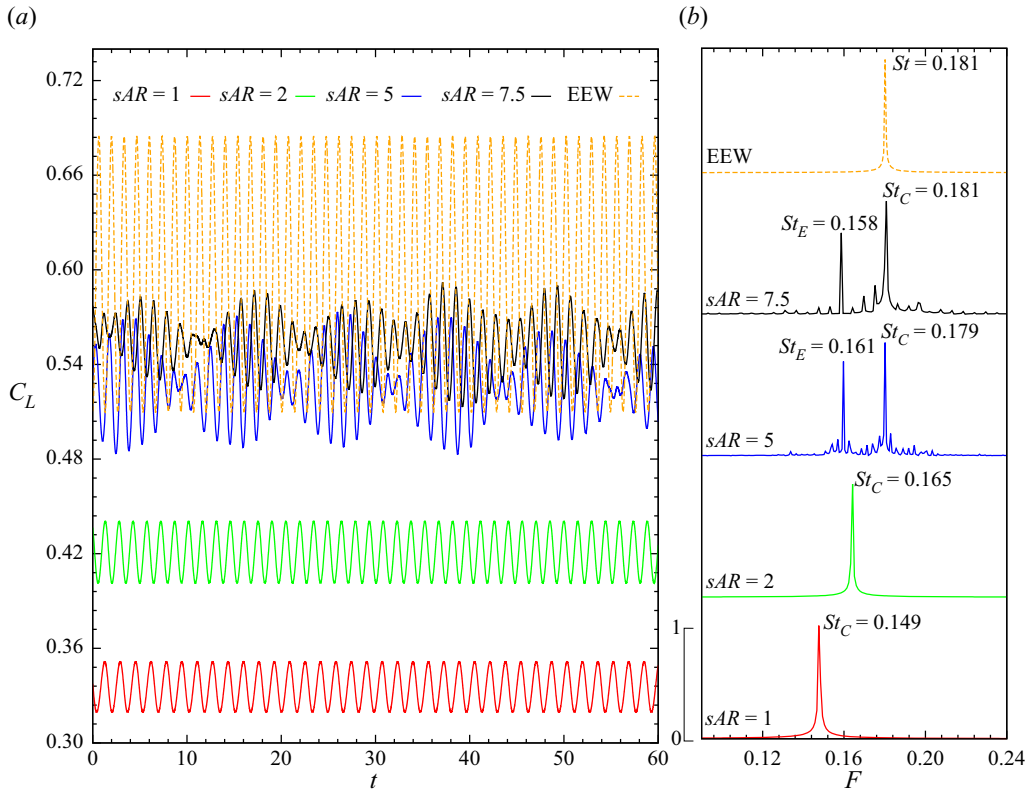 (a)
(b)
sAR = 1 sAR = 2 sAR = 5 sAR = 7.5 EEW
0.72
0.66
0.60
0.54
0.48
0.42
0.36
0.30
C_L
0 10 20 30 40 50 60
t
St = 0.181
EEW
St_C = 0.181
St_E = 0.158
sAR = 7.5
St_C = 0.179
St_E = 0.161
sAR = 5
St_C = 0.165
sAR = 2
St_C = 0.149
1
sAR = 1
0
0.12 0.16 0.20 0.24
F